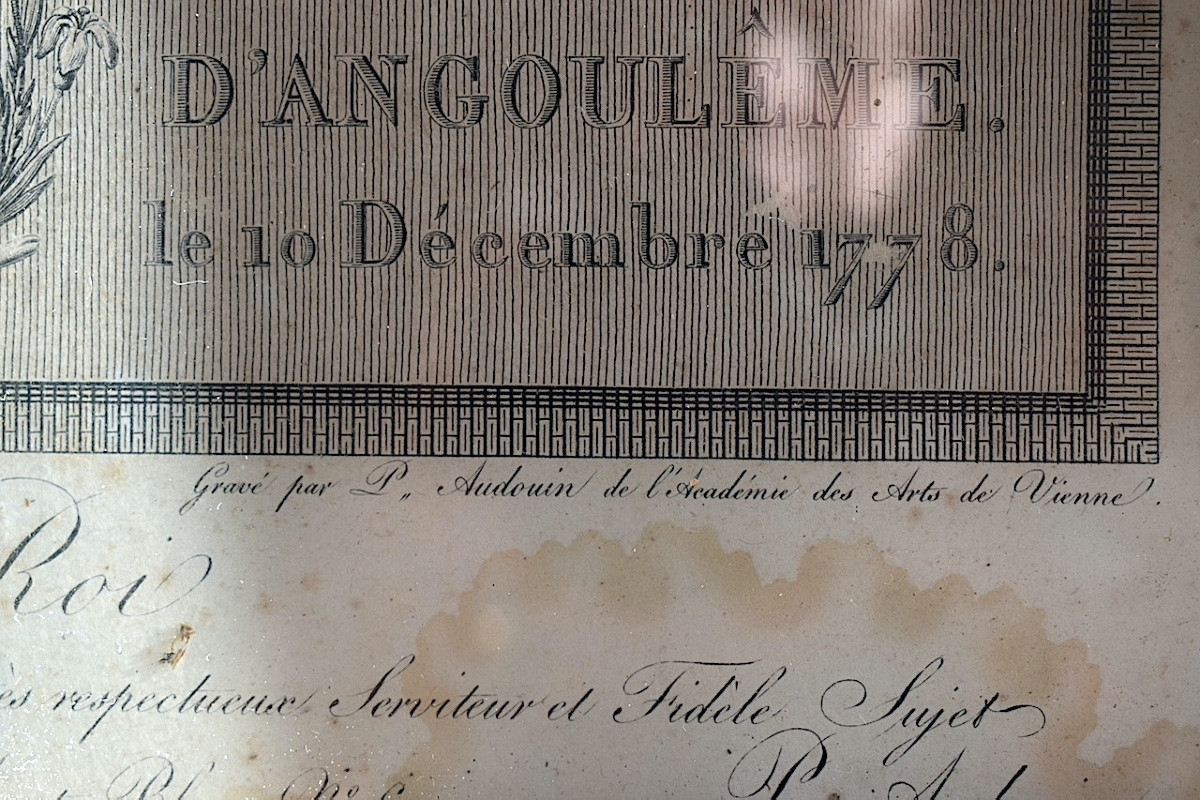 D'ANGOULÊME.
le 10 Décembre 1778.
Gravé par P,, Audouin de l'Académie des Arts de Vienne.
Roi
respectueux Serviteur et Fidèle Sujet
P.